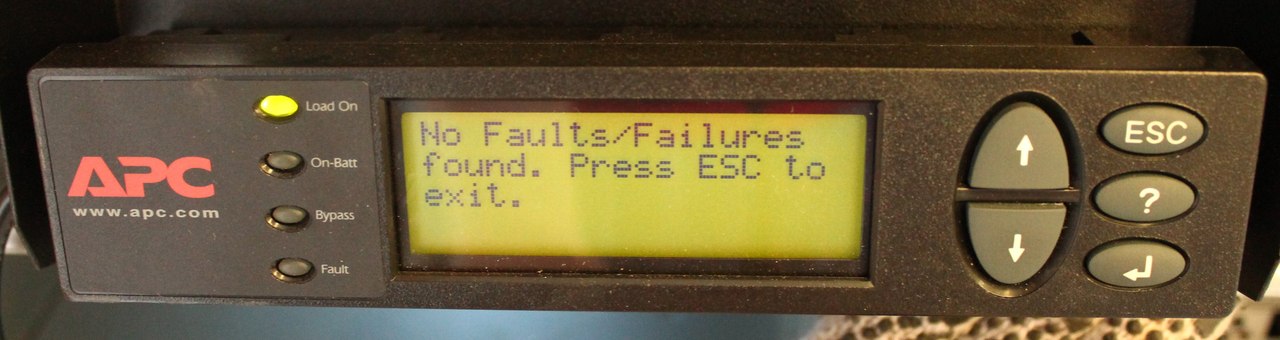 APC
www.apc.com
Load On
On-Batt
Bypass
Fault
No Faults/Failures
found. Press ESC to
exit.
ESC
?